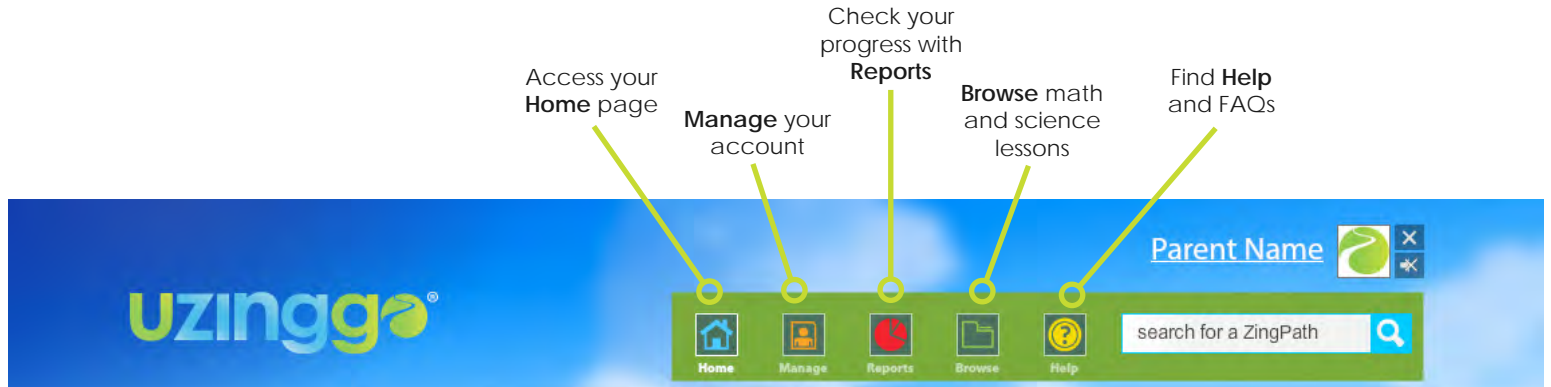 Check your
progress with
Reports
Access your
Home page
Manage your
account
Browse math
and science
lessons
Find Help
and FAQs
Parent Name
uzinggo®
search for a ZingPath
Home
Manage
Reports
Browse
Help